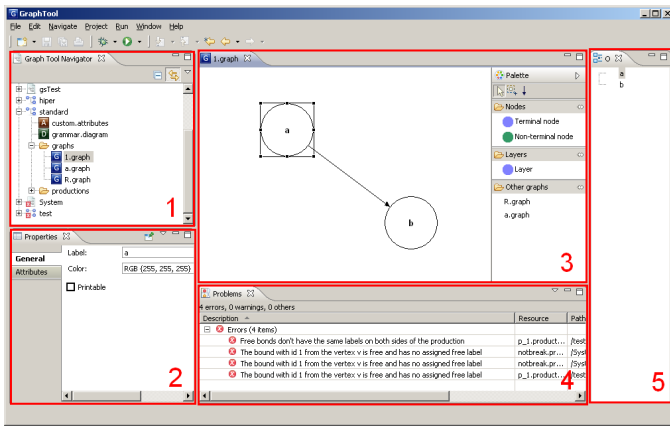 GraphTool
File Edit Navigate Project Run Window Help
Graph Tool Navigator
gsTest
hiper
standard
custom.attributes
grammar.diagram
graphs
1.graph
a.graph
R.graph
productions
System
test
1
Properties
General
Attributes
Label:
a
Color:
RGB {255, 255, 255}
Printable
2
1.graph
a
b
Palette
Nodes
Terminal node
Non-terminal node
Layers
Layer
Other graphs
R.graph
a.graph
3
Problems
4 errors, 0 warnings, 0 others
Description Resource Path
Errors (4 items)
Free bonds don't have the same labels on both sides of the production p_1.product... /test
The bound with id 1 from the vertex v is free and has no assigned free label notbreak.pr... /Syst
The bound with id 1 from the vertex v is free and has no assigned free label notbreak.pr... /Syst
The bound with id 1 from the vertex v is free and has no assigned free label p_1.product... /test
4
O
a
b
5